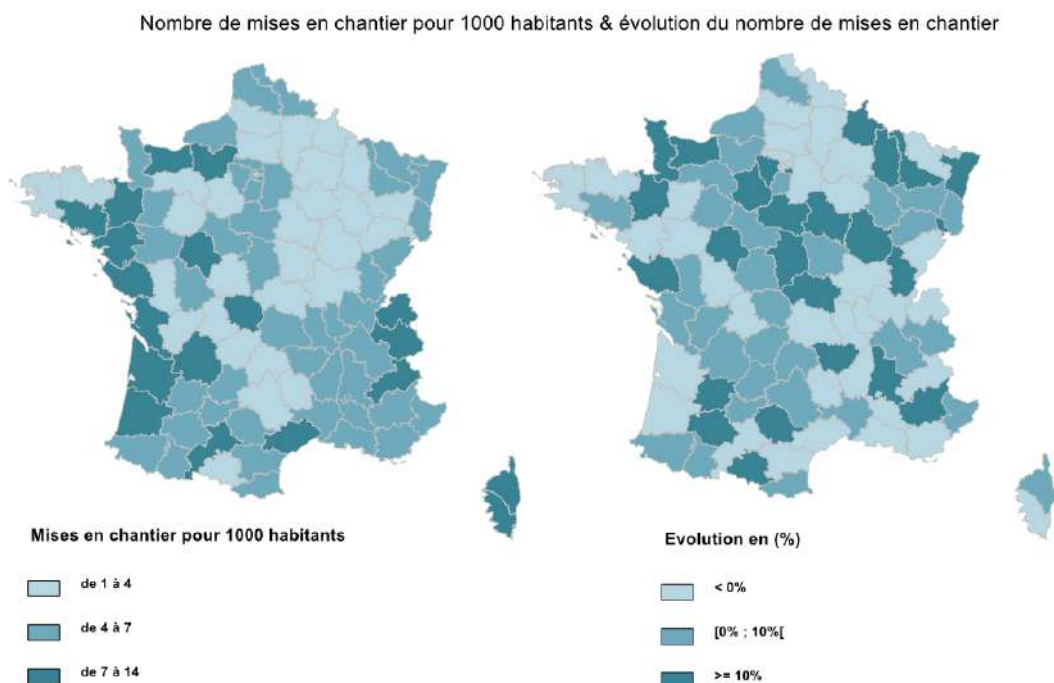 Nombre de mises en chantier pour 1000 habitants & évolution du nombre de mises en chantier
Mises en chantier pour 1000 habitants
de 1 à 4
de 4 à 7
de 7 à 14
Evolution en (%)
< 0%
[0% ; 10%[
>= 10%